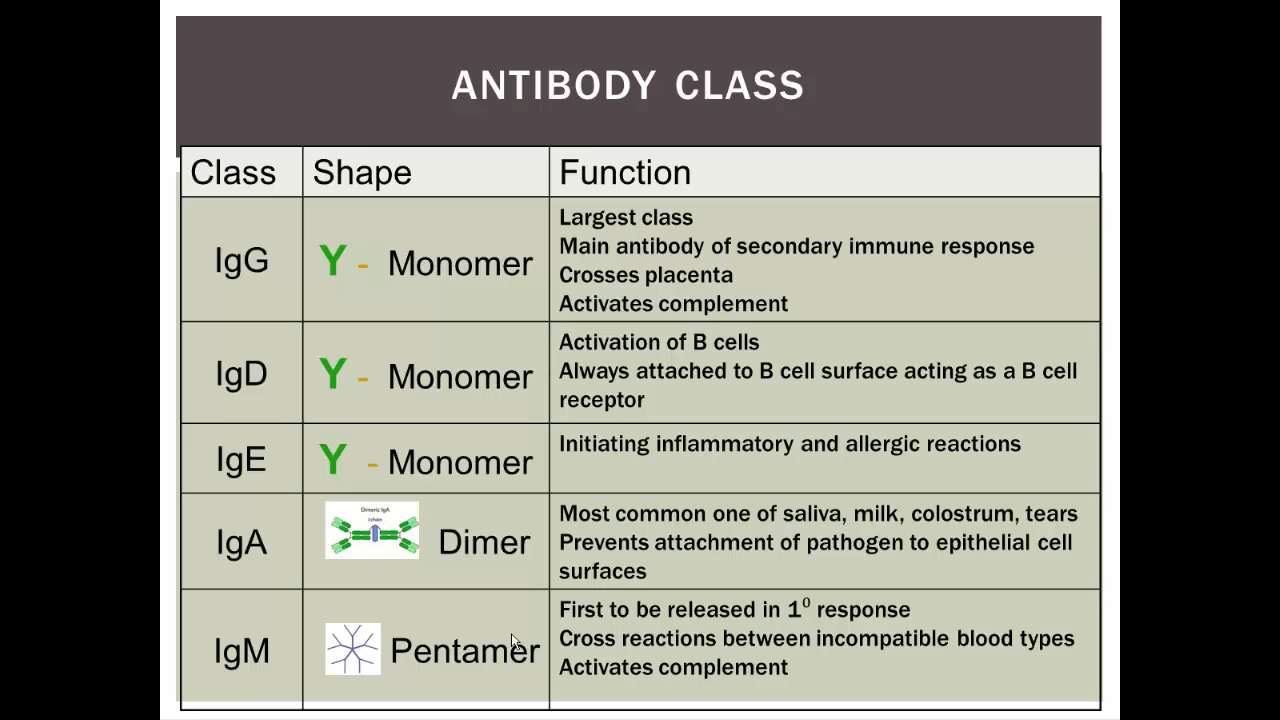 ANTIBODY CLASS
Class Shape Function
IgG Y - Monomer
Largest class
Main antibody of secondary immune response
Crosses placenta
Activates complement
IgD Y - Monomer
Activation of B cells
Always attached to B cell surface acting as a B cell
receptor
IgE Y - Monomer
Initiating inflammatory and allergic reactions
IgA
Dimeric IgA
J chain
Dimer
Most common one of saliva, milk, colostrum, tears
Prevents attachment of pathogen to epithelial cell
surfaces
IgM Pentamer
First to be released in 1⁰ response
Cross reactions between incompatible blood types
Activates complement